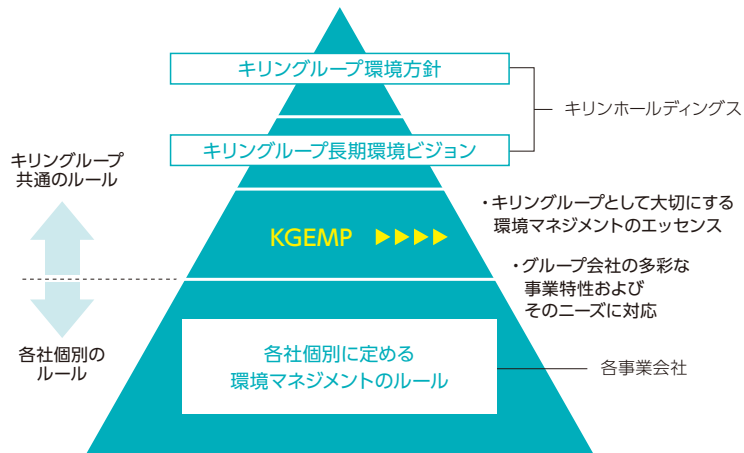 キリングループ環境方針
キリンホールディングス
キリングループ長期環境ビジョン
キリングループ
共通のルール
・キリングループとして大切にする
環境マネジメントのエッセンス
KGEMP
・グループ会社の多彩な
事業特性および
そのニーズに対応
各社個別の
ルール
各社個別に定める
環境マネジメントのルール
各事業会社